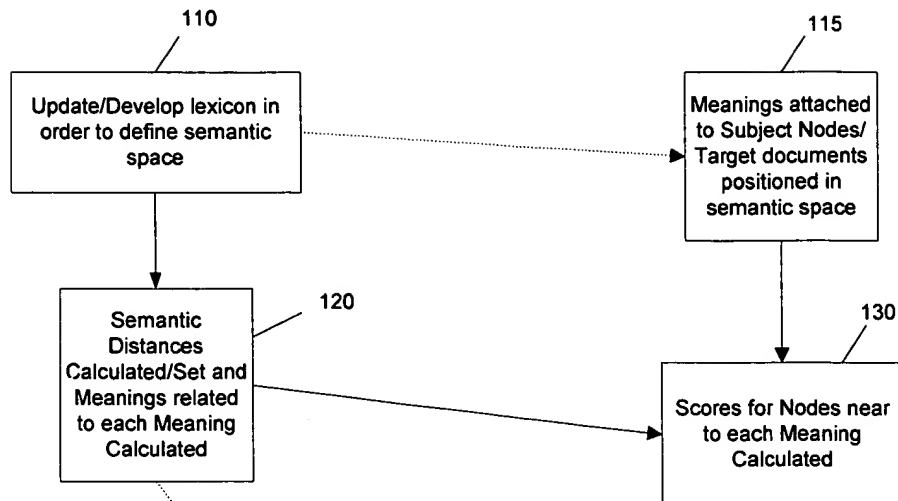 110
Update/Develop lexicon in
order to define semantic
space
115
Meanings attached
to Subject Nodes/
Target documents
positioned in
semantic space
120
Semantic
Distances
Calculated/Set and
Meanings related
to each Meaning
Calculated
130
Scores for Nodes near
to each Meaning
Calculated